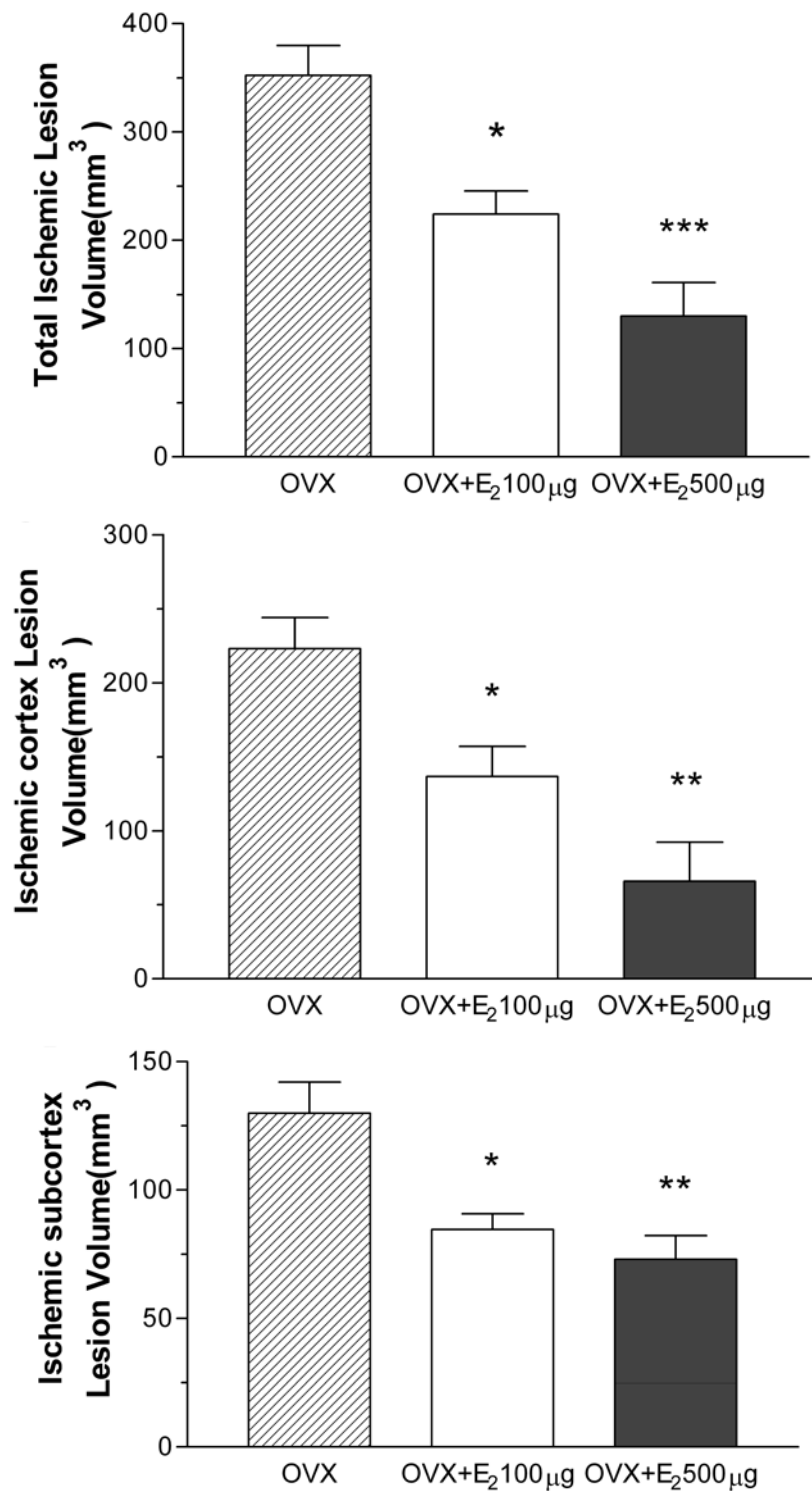 Total Ischemic Lesion
Volume(mm³)
400
300
200
100
0
*
***
OVX
OVX+E₂100μg
OVX+E₂500μg
Ischemic cortex Lesion
Volume(mm³)
300
200
100
0
*
**
OVX
OVX+E₂100μg
OVX+E₂500μg
Ischemic subcortex
Lesion Volume(mm³)
150
100
50
0
*
**
OVX
OVX+E₂100μg
OVX+E₂500μg